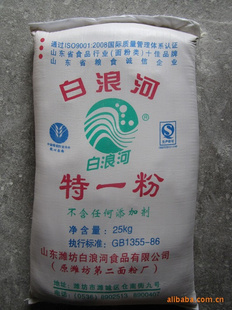 通过ISO9001:2008国际质量管理体系认证
山东省食品行业(面粉类)十佳品牌
山东省粮食诚信企业
白浪河
®
白浪河
特一粉
不含任何添加剂
净含量: 25kg
执行标准: GB1355-86
山东潍坊白浪河食品有限公司
(原潍坊第二面粉厂)
alibaba.com.cn